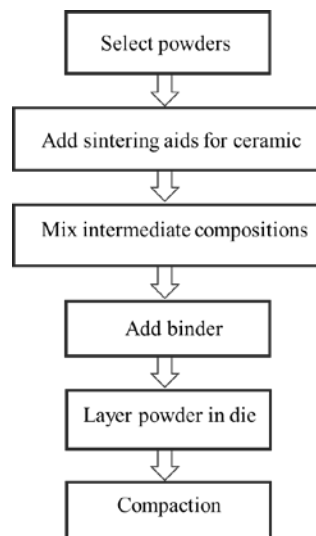 Select powders
Add sintering aids for ceramic
Mix intermediate compositions
Add binder
Layer powder in die
Compaction